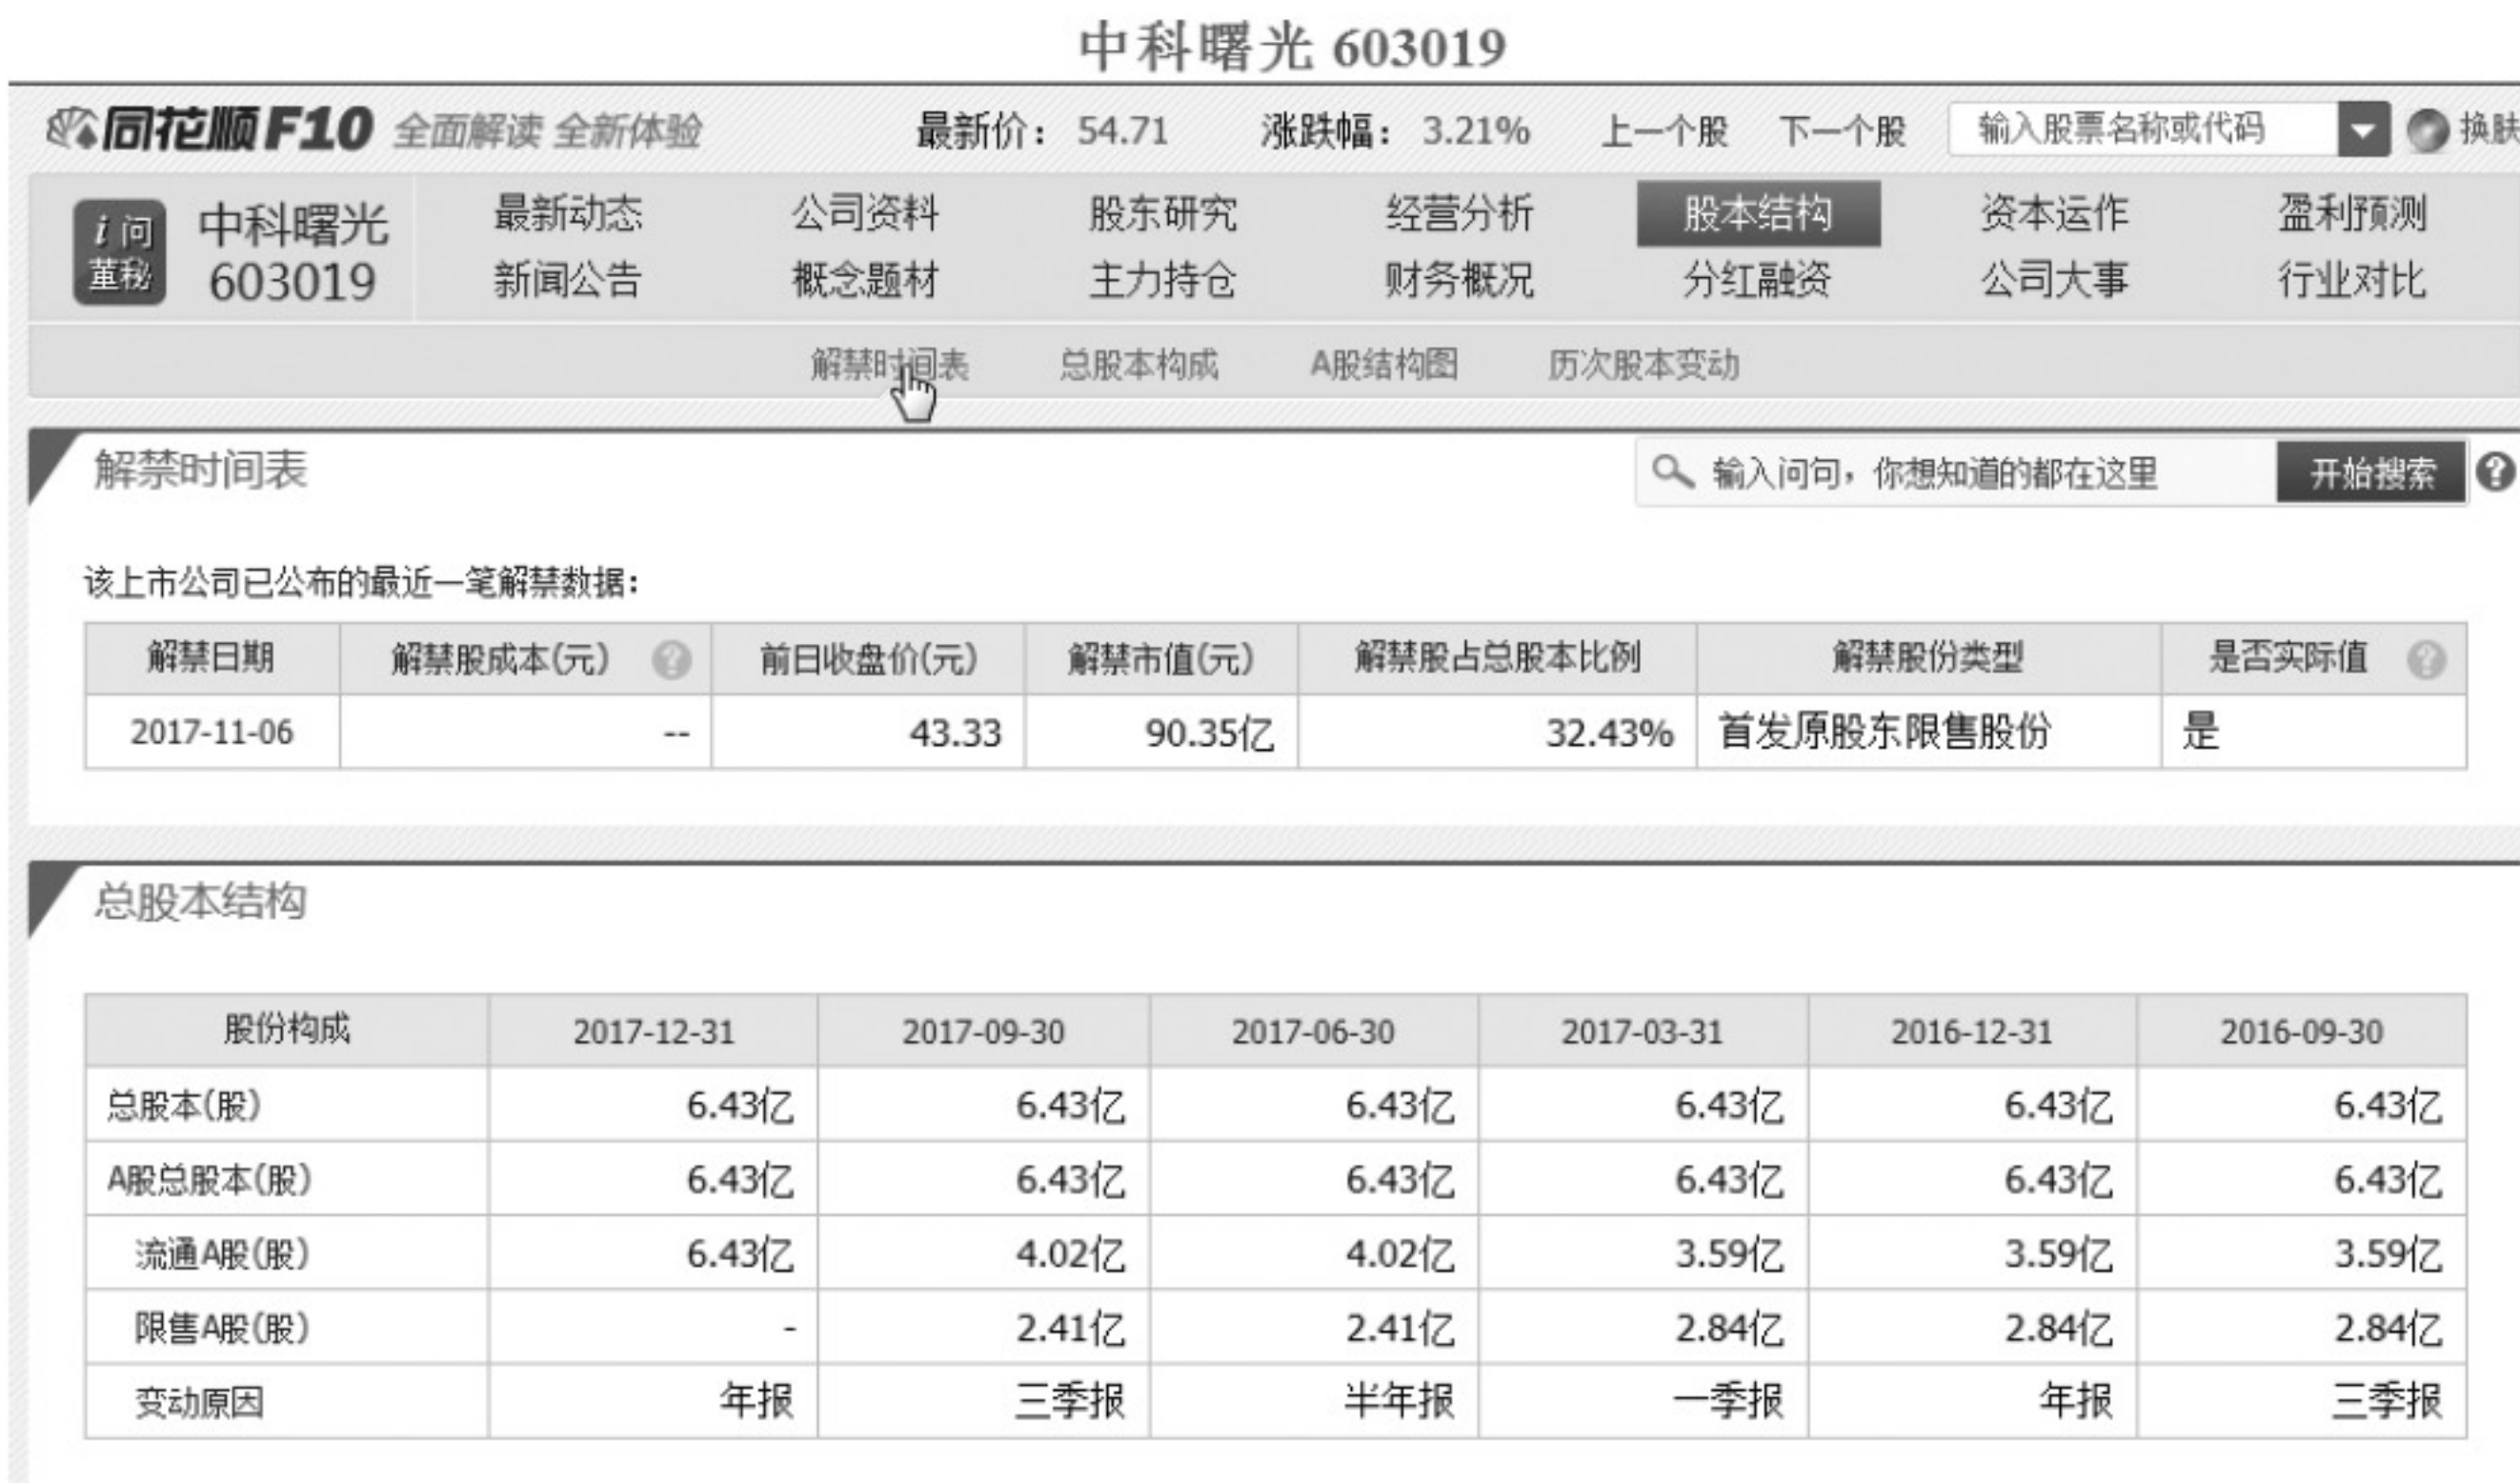 中科曙光 603019
同花顺F10 全面解读 全新体验 最新价： 54.71 涨跌幅： 3.21% 上一个股 下一个股 输入股票名称或代码 换肤
i问董秘 中科曙光 603019
最新动态 公司资料 股东研究 经营分析 股本结构 资本运作 盈利预测
新闻公告 概念题材 主力持仓 财务概况 分红融资 公司大事 行业对比
解禁时间表 总股本构成 A股结构图 历次股本变动
解禁时间表 输入问句，你想知道的都在这里 开始搜索 ?
该上市公司已公布的最近一笔解禁数据：
解禁日期 解禁股成本(元) ? 前日收盘价(元) 解禁市值(元) 解禁股占总股本比例 解禁股份类型 是否实际值 ?
2017-11-06 -- 43.33 90.35亿 32.43% 首发原股东限售股份 是
总股本结构
股份构成 2017-12-31 2017-09-30 2017-06-30 2017-03-31 2016-12-31 2016-09-30
总股本(股) 6.43亿 6.43亿 6.43亿 6.43亿 6.43亿 6.43亿
A股总股本(股) 6.43亿 6.43亿 6.43亿 6.43亿 6.43亿 6.43亿
流通A股(股) 6.43亿 4.02亿 4.02亿 3.59亿 3.59亿 3.59亿
限售A股(股) - 2.41亿 2.41亿 2.84亿 2.84亿 2.84亿
变动原因 年报 三季报 半年报 一季报 年报 三季报